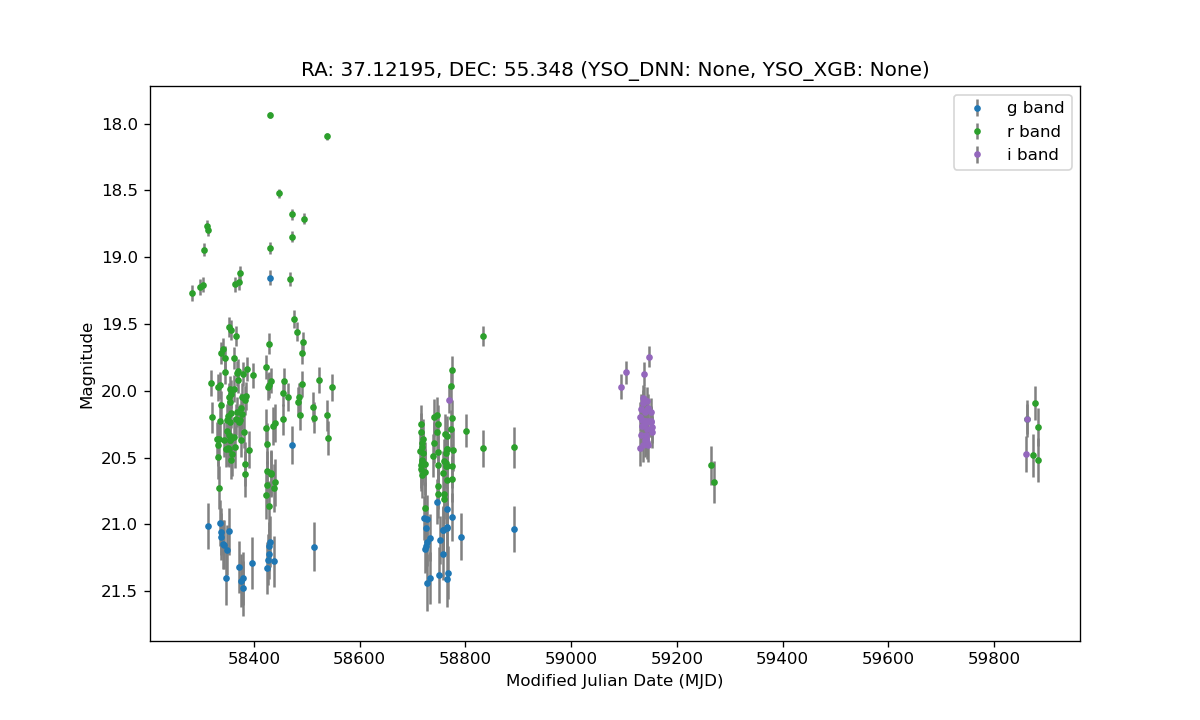 RA: 37.12195, DEC: 55.348 (YSO_DNN: None, YSO_XGB: None)
g band
r band
i band
18.0
18.5
19.0
19.5
20.0
20.5
21.0
21.5
Magnitude
58400
58600
58800
59000
59200
59400
59600
59800
Modified Julian Date (MJD)